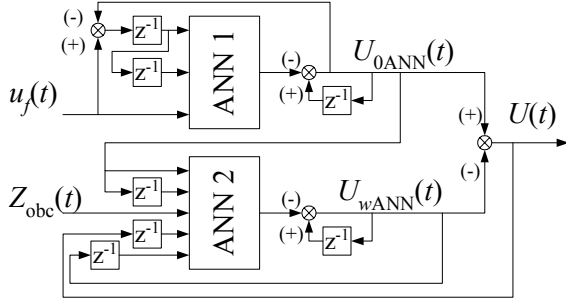 (-)
(+)
z⁻¹
z⁻¹
ANN 1
u_f(t)
(-)
(+)
z⁻¹
U_0ANN(t)
(+)
(-)
U(t)
Z_obc(t)
z⁻¹
z⁻¹
z⁻¹
ANN 2
(-)
(+)
z⁻¹
U_wANN(t)